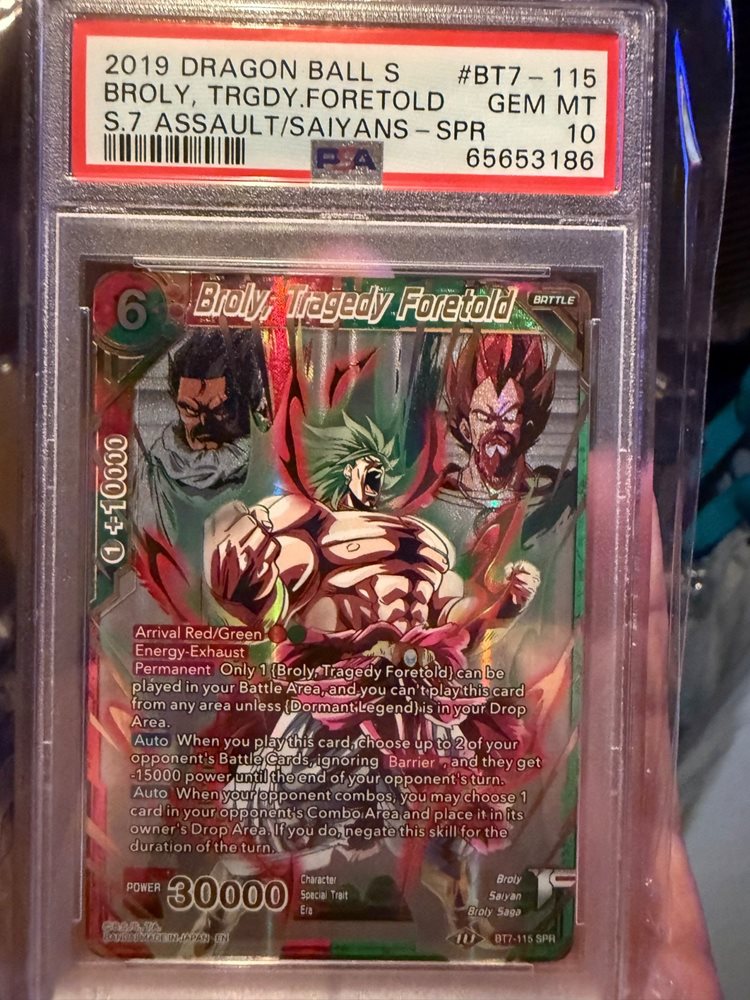 2019 DRAGON BALL S #BT7-115
BROLY, TRGDY.FORETOLD GEM MT
S.7 ASSAULT/SAIYANS-SPR 10
PSA 65653186
6 Broly, Tragedy Foretold BATTLE
1 +10000
Arrival Red/Green
Energy-Exhaust
Permanent Only 1 {Broly, Tragedy Foretold} can be
played in your Battle Area, and you can't play this card
from any area unless {Dormant Legend} is in your Drop
Area.
Auto When you play this card, choose up to 2 of your
opponent's Battle Cards, ignoring Barrier, and they get
-15000 power until the end of your opponent's turn.
Auto When your opponent combos, you may choose 1
card in your opponent's Combo Area and place it in its
owner's Drop Area. If you do, negate this skill for the
duration of the turn.
POWER 30000
Character Broly
Special Trait Saiyan
Era Broly Saga
BANDAI MADE IN JAPAN EN
BT7-115 SPR